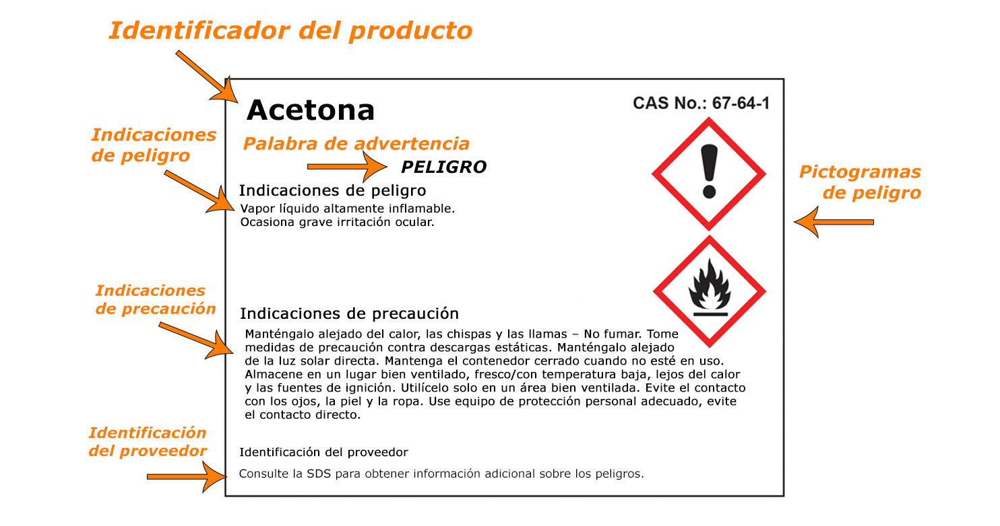 Identificador del producto
Acetona
CAS No.: 67-64-1
Indicaciones
de peligro
Palabra de advertencia
PELIGRO
Pictogramas
de peligro
Indicaciones de peligro
Vapor líquido altamente inflamable.
Ocasiona grave irritación ocular.
Indicaciones
de precaución
Indicaciones de precaución
Manténgalo alejado del calor, las chispas y las llamas – No fumar. Tome
medidas de precaución contra descargas estáticas. Manténgalo alejado
de la luz solar directa. Mantenga el contenedor cerrado cuando no esté en uso.
Almacene en un lugar bien ventilado, fresco/con temperatura baja, lejos del calor
y las fuentes de ignición. Utilícelo solo en un área bien ventilada. Evite el contacto
con los ojos, la piel y la ropa. Use equipo de protección personal adecuado, evite
el contacto directo.
Identificación
del proveedor
Identificación del proveedor
Consulte la SDS para obtener información adicional sobre los peligros.